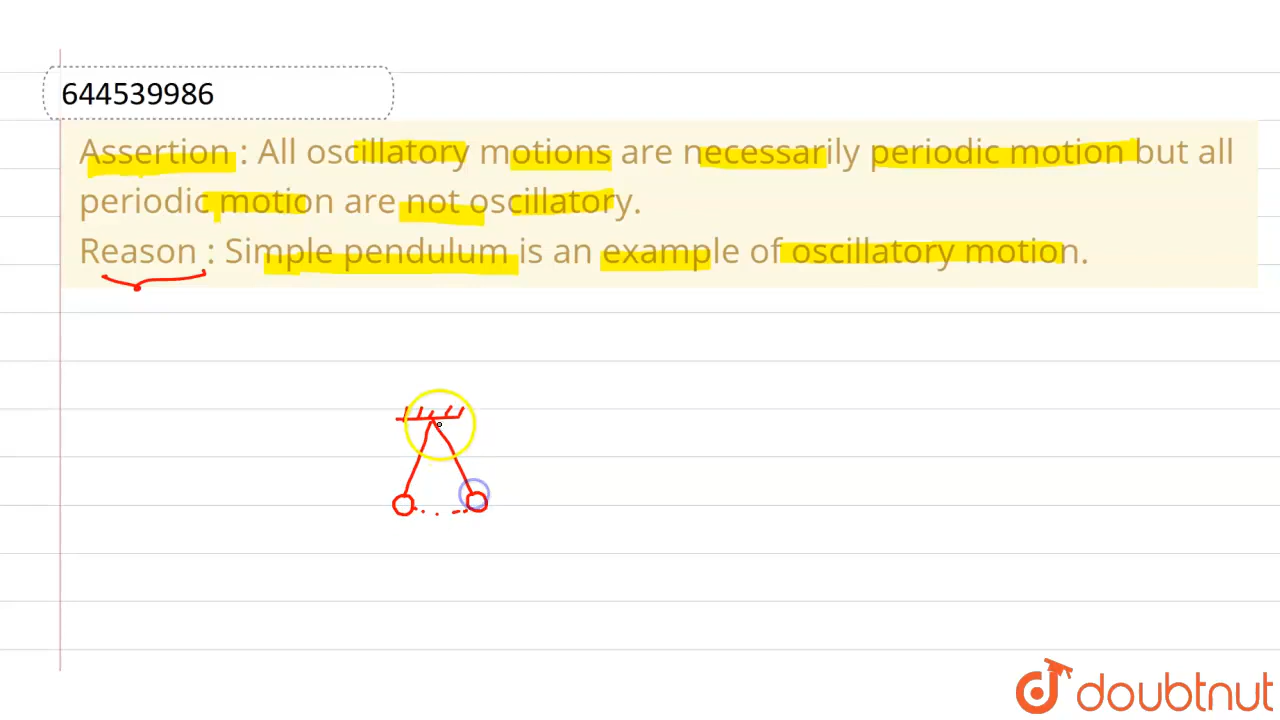 644539986
Assertion : All oscillatory motions are necessarily periodic motion but all
periodic motion are not oscillatory.
Reason : Simple pendulum is an example of oscillatory motion.
doubtnut